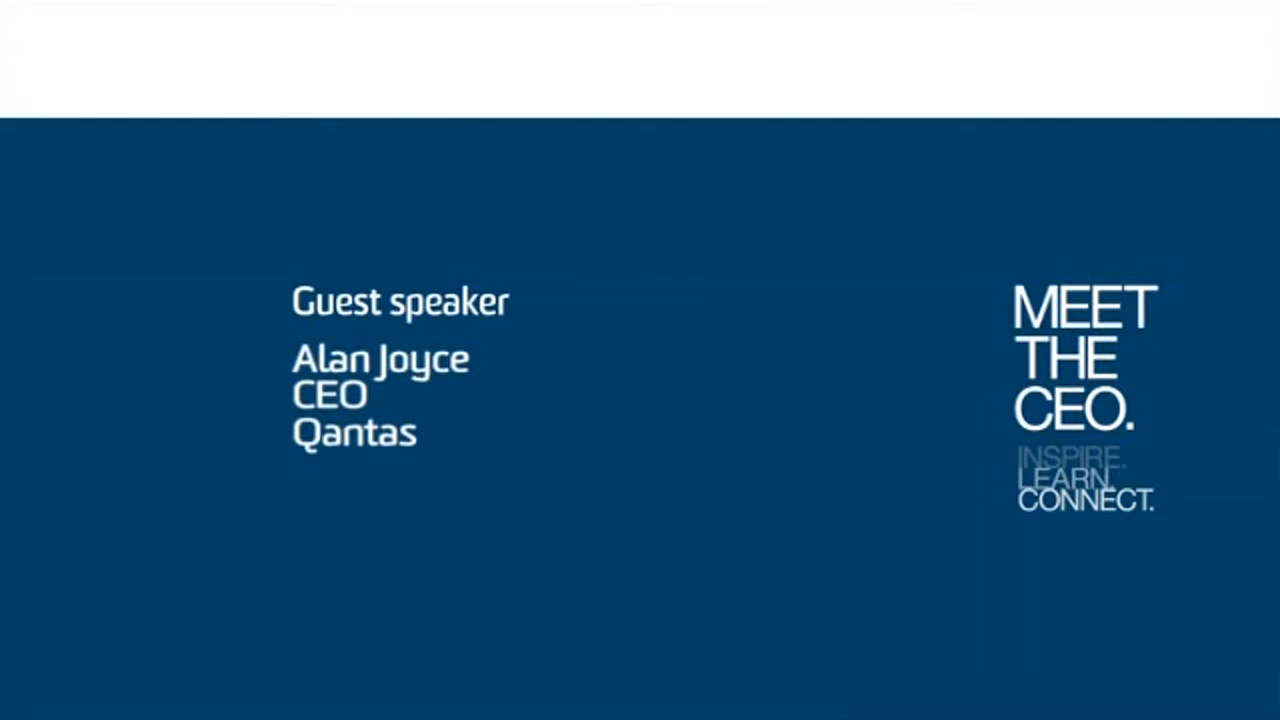 Guest speaker
Alan Joyce
CEO
Qantas
MEET
THE
CEO.
INSPIRE.
LEARN.
CONNECT.